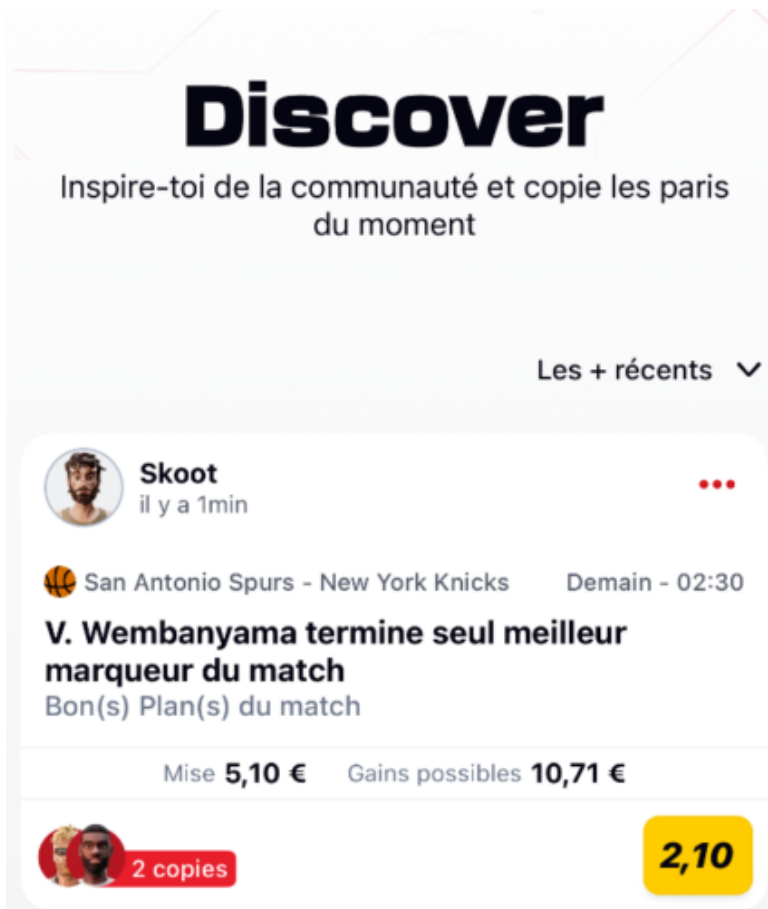 Discover
Inspire-toi de la communauté et copie les paris
du moment
Les + récents
Skoot
il y a 1min
San Antonio Spurs - New York Knicks Demain - 02:30
V. Wembanyama termine seul meilleur
marqueur du match
Bon(s) Plan(s) du match
Mise 5,10 € Gains possibles 10,71 €
2 copies 2,10